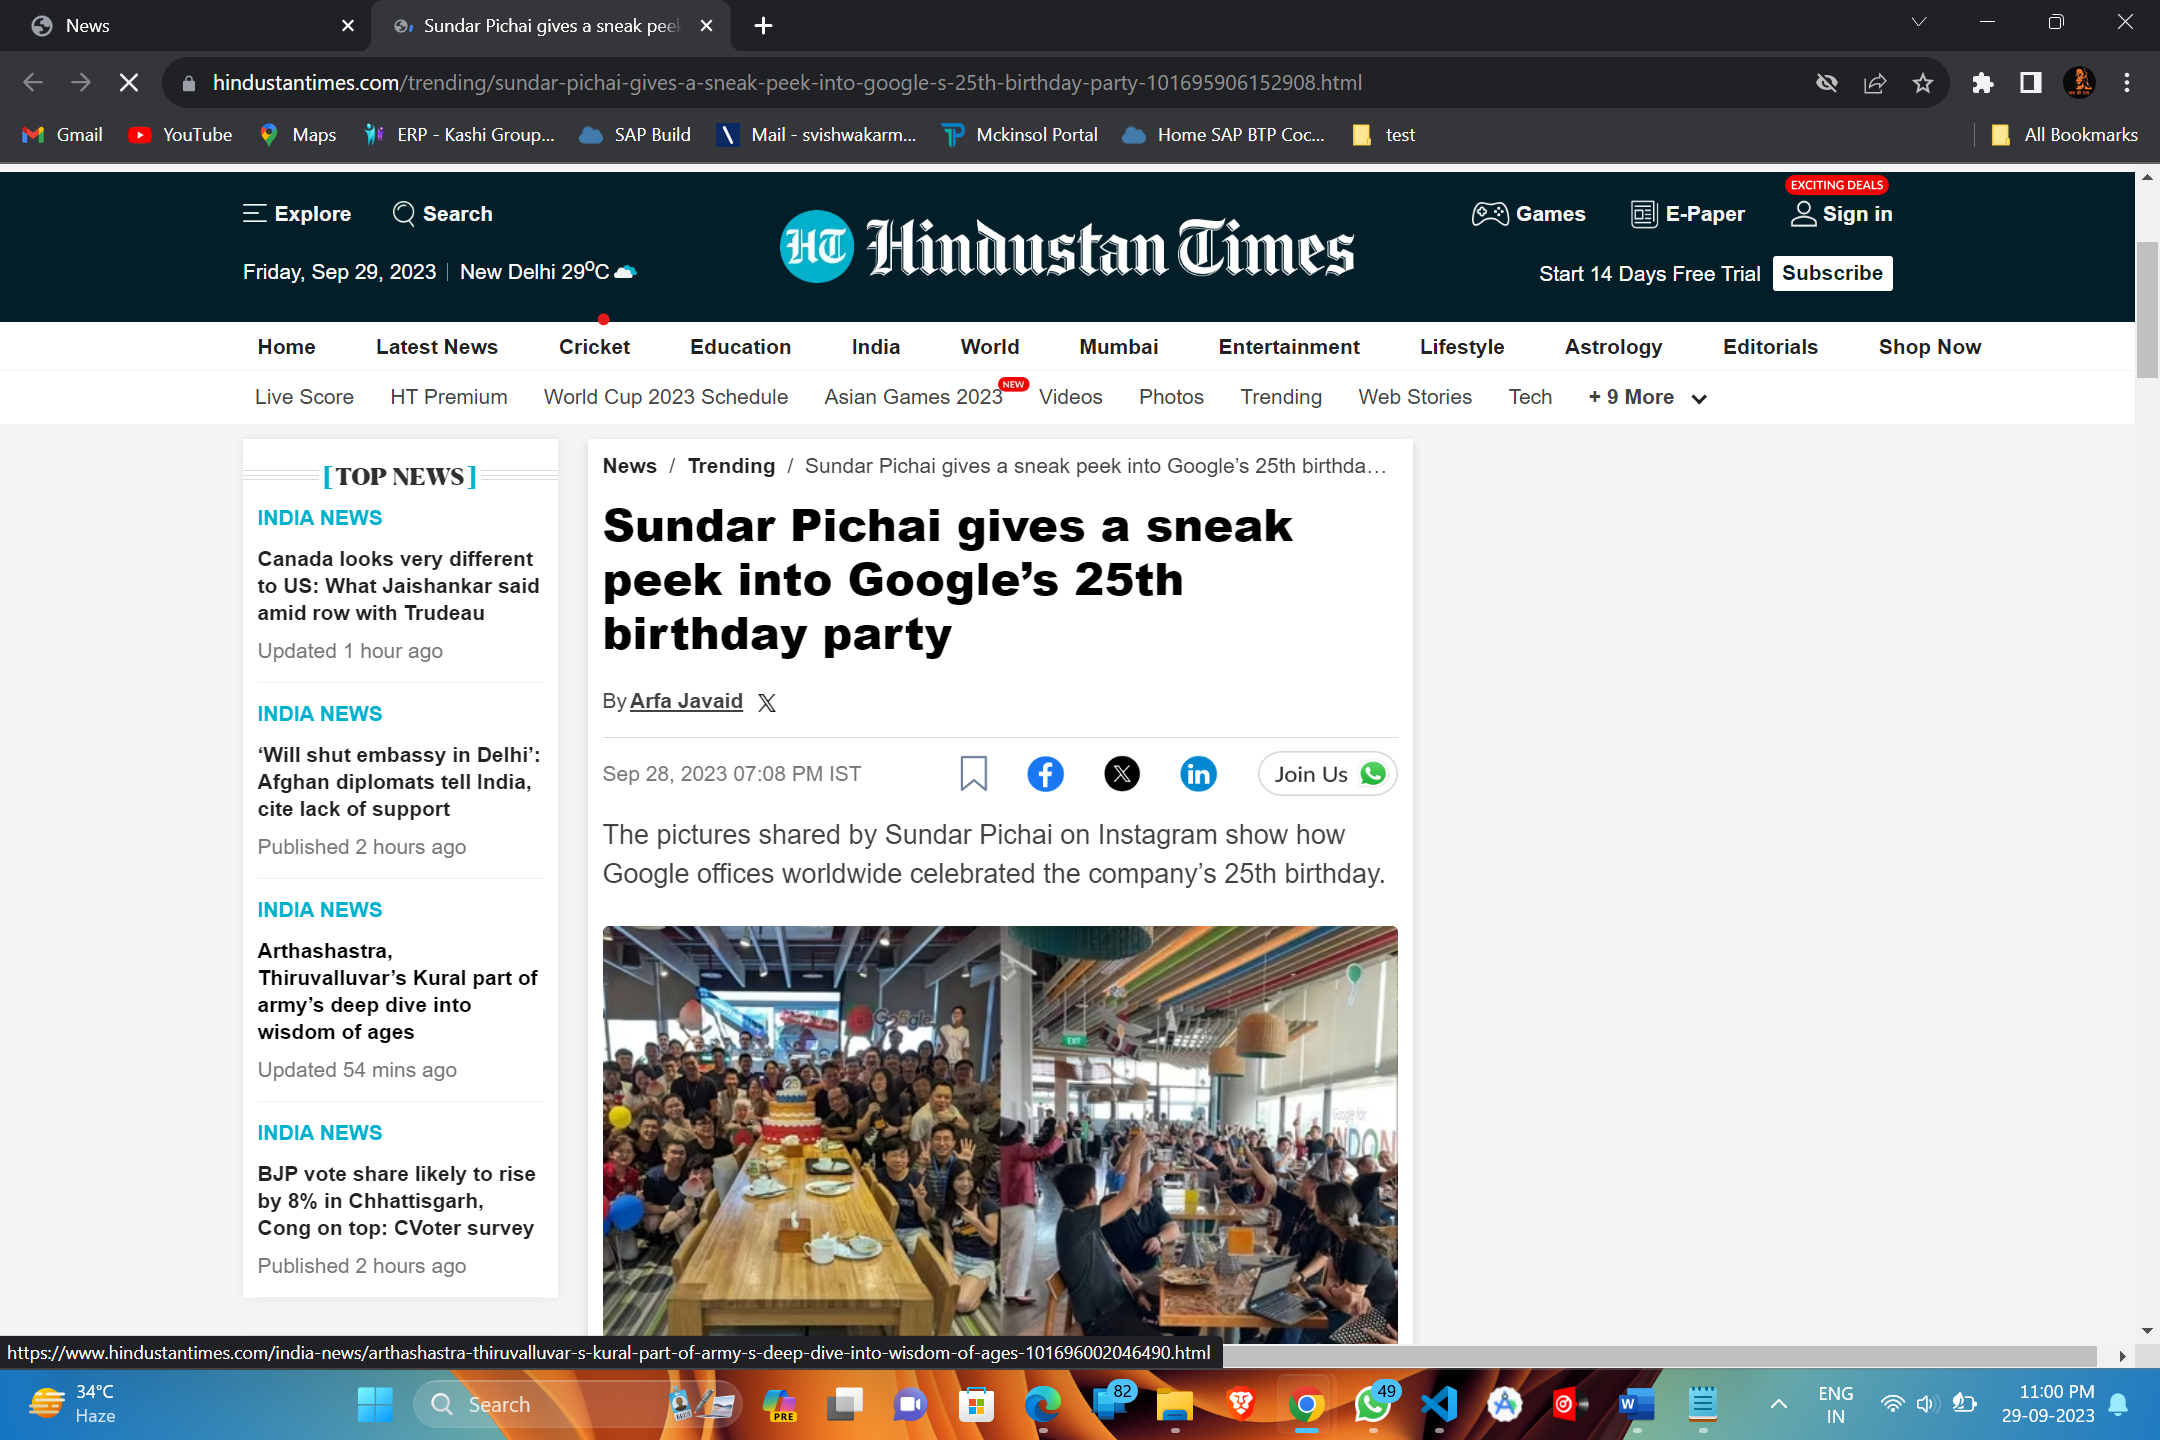 News
Sundar Pichai gives a sneak peek
hindustantimes.com/trending/sundar-pichai-gives-a-sneak-peek-into-google-s-25th-birthday-party-101695906152908.html
Gmail YouTube Maps ERP - Kashi Group... SAP Build Mail - svishwakarm... Mckinsol Portal Home SAP BTP Coc... test All Bookmarks
EXCITING DEALS
Explore Search
HT Hindustan Times
Games E-Paper Sign in
Friday, Sep 29, 2023 New Delhi 29°C
Start 14 Days Free Trial Subscribe
Home Latest News Cricket Education India World Mumbai Entertainment Lifestyle Astrology Editorials Shop Now
NEW
Live Score HT Premium World Cup 2023 Schedule Asian Games 2023 Videos Photos Trending Web Stories Tech + 9 More
[TOP NEWS]
INDIA NEWS
Canada looks very different
to US: What Jaishankar said
amid row with Trudeau
Updated 1 hour ago
INDIA NEWS
‘Will shut embassy in Delhi’:
Afghan diplomats tell India,
cite lack of support
Published 2 hours ago
INDIA NEWS
Arthashastra,
Thiruvalluvar’s Kural part of
army’s deep dive into
wisdom of ages
Updated 54 mins ago
INDIA NEWS
BJP vote share likely to rise
by 8% in Chhattisgarh,
Cong on top: CVoter survey
Published 2 hours ago
News / Trending / Sundar Pichai gives a sneak peek into Google’s 25th birthda...
Sundar Pichai gives a sneak
peek into Google’s 25th
birthday party
By Arfa Javaid
Sep 28, 2023 07:08 PM IST
Join Us
The pictures shared by Sundar Pichai on Instagram show how
Google offices worldwide celebrated the company’s 25th birthday.
G25gle
25
EXIT
Google for
https://www.hindustantimes.com/india-news/arthashastra-thiruvalluvar-s-kural-part-of-army-s-deep-dive-into-wisdom-of-ages-101696002046490.html
34°C
Haze
Search
PRE
82
49
ENG
IN
11:00 PM
29-09-2023